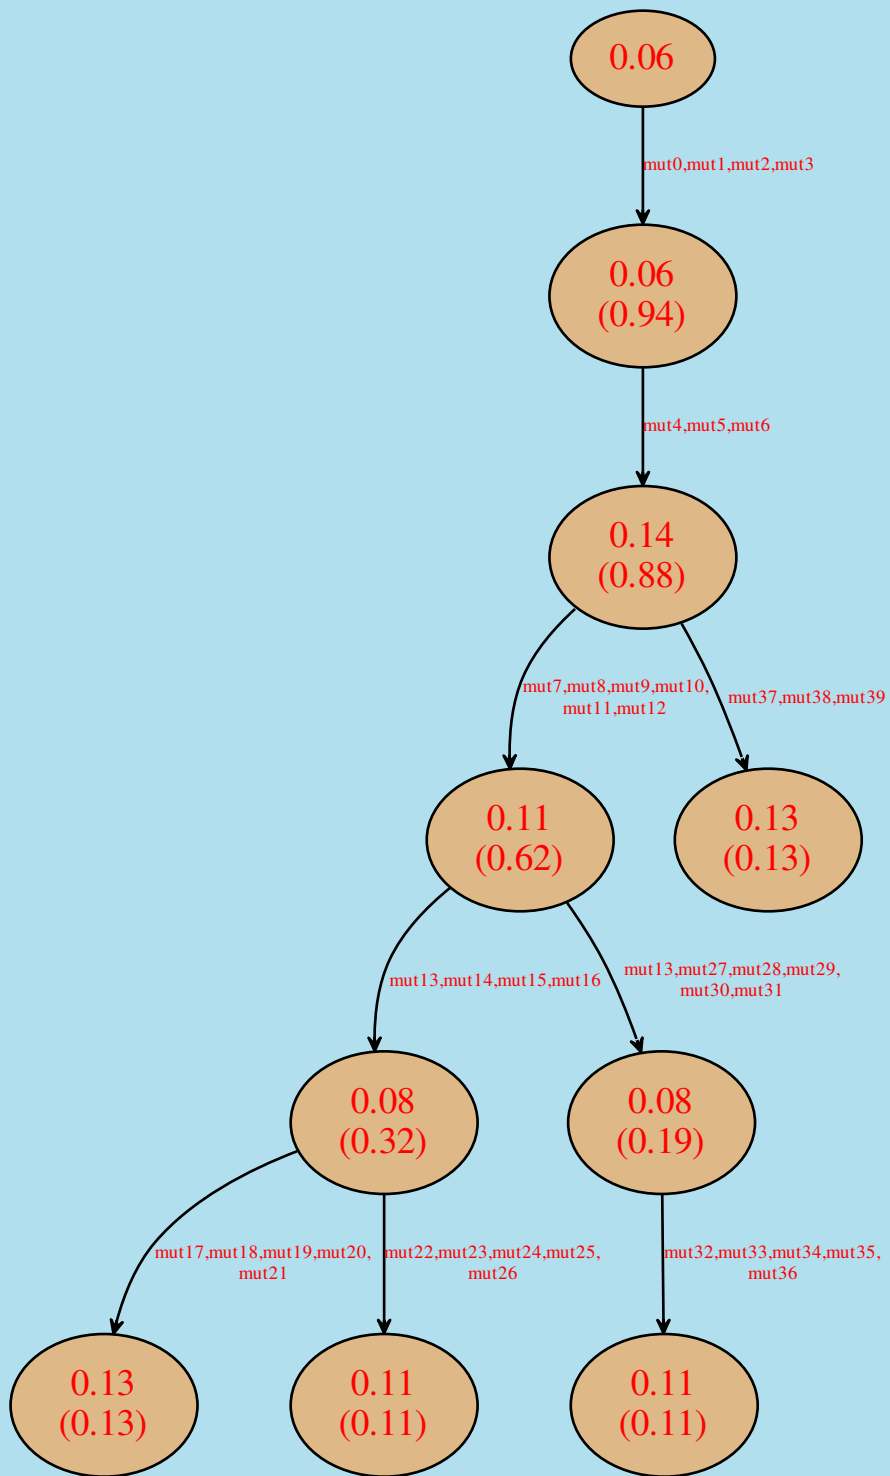 0.06
mut0,mut1,mut2,mut3
0.06
(0.94)
mut4,mut5,mut6
0.14
(0.88)
mut7,mut8,mut9,mut10,
mut11,mut12
mut37,mut38,mut39
0.11
(0.62)
0.13
(0.13)
mut13,mut14,mut15,mut16
mut13,mut27,mut28,mut29,
mut30,mut31
0.08
(0.32)
0.08
(0.19)
mut17,mut18,mut19,mut20,
mut21
mut22,mut23,mut24,mut25,
mut26
mut32,mut33,mut34,mut35,
mut36
0.13
(0.13)
0.11
(0.11)
0.11
(0.11)